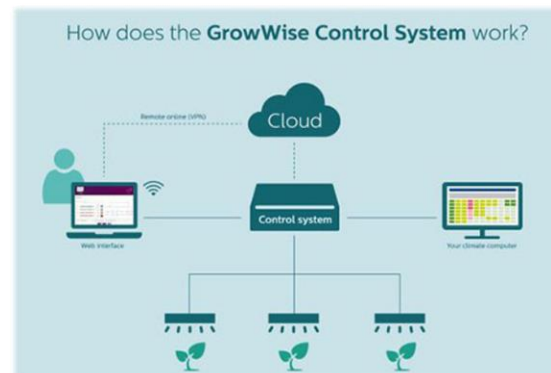 How does the GrowWise Control System work?
Remote online (VPN)
Cloud
Control system
Web interface
Your climate computer